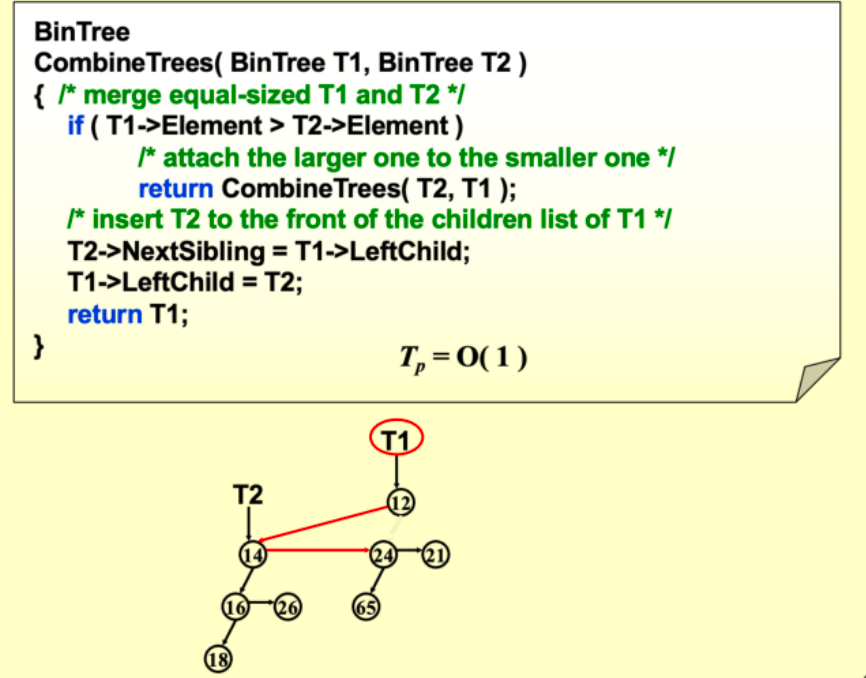 BinTree
CombineTrees( BinTree T1, BinTree T2 )
{ /* merge equal-sized T1 and T2 */
if ( T1->Element > T2->Element )
/* attach the larger one to the smaller one */
return CombineTrees( T2, T1 );
/* insert T2 to the front of the children list of T1 */
T2->NextSibling = T1->LeftChild;
T1->LeftChild = T2;
return T1;
}
Tp = O( 1 )
T1
T2
12
14
24
21
16
26
65
18